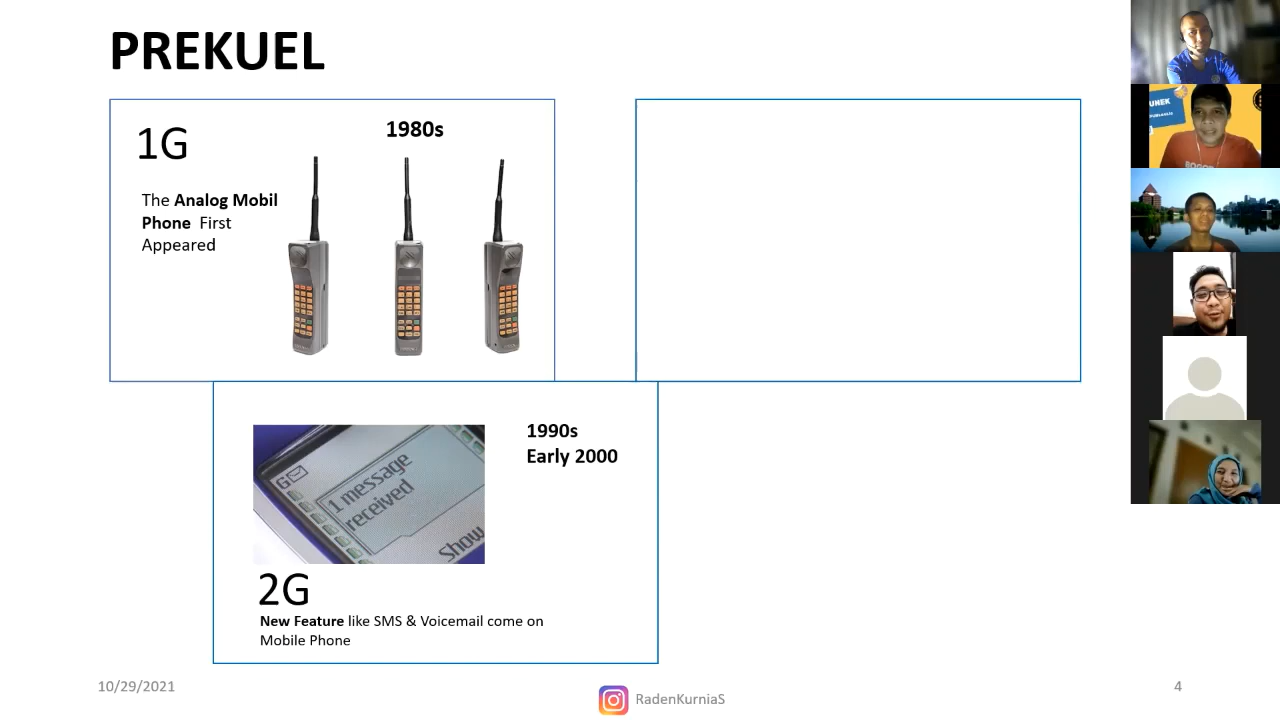 PREKUEL
1G
1980s
The Analog Mobil
Phone First
Appeared
1990s
Early 2000
G
1 message
received
Show
2G
New Feature like SMS & Voicemail come on
Mobile Phone
10/29/2021
RadenKurniaS
4
UNEK